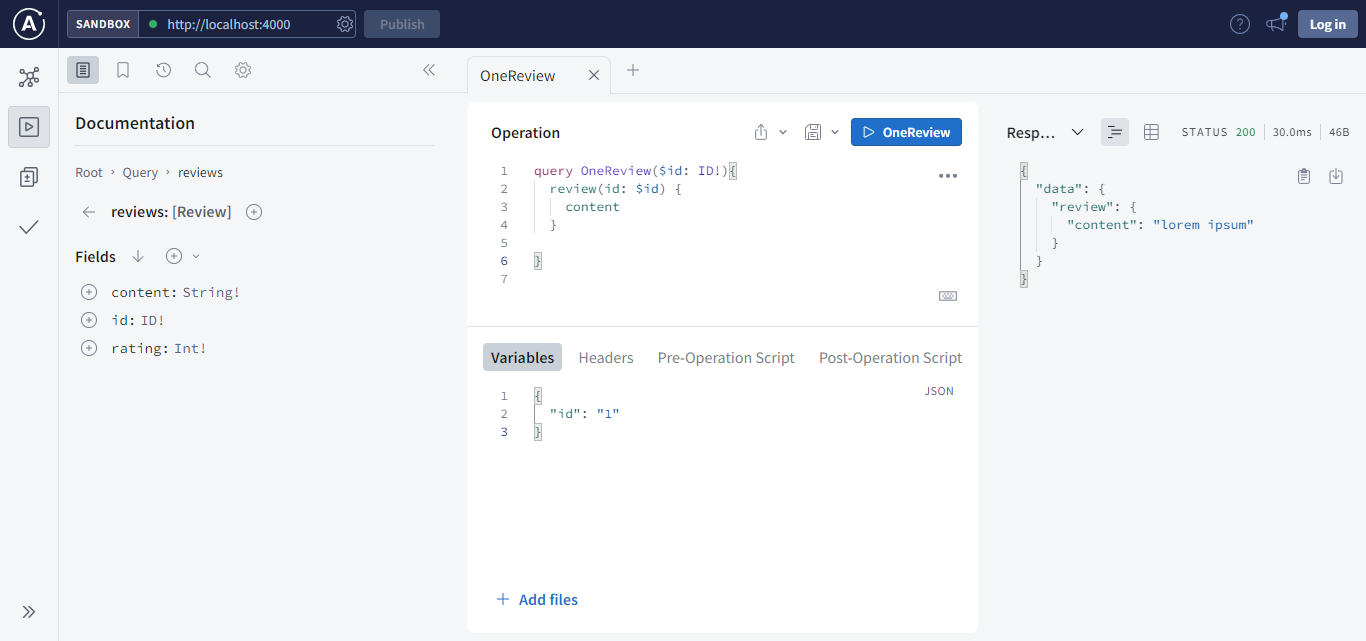 A
SANDBOX
http://localhost:4000
Publish
?
Log in
Documentation
Root › Query › reviews
reviews: [Review]
Fields
content: String!
id: ID!
rating: Int!
OneReview
Operation
OneReview
1 query OneReview($id: ID!){
2 review(id: $id) {
3 content
4 }
5
6 }
7
Variables
Headers
Pre-Operation Script
Post-Operation Script
JSON
1 {
2 "id": "1"
3 }
Add files
Resp...
STATUS 200
30.0ms
46B
{
"data": {
"review": {
"content": "lorem ipsum"
}
}
}